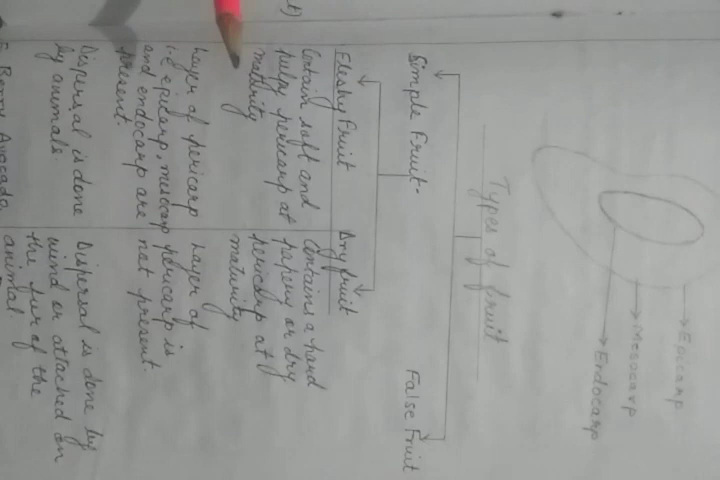 Epicarp
Mesocarp
Endocarp
Types of fruit
Simple Fruit-
False Fruit
Fleshy Fruit
Dry fruit
Contain soft and
pulpy pericarp at
maturity
Contains a hard
papery or dry
pericarp at
maturity
Layer of pericarp
i.e epicarp, mesocarp
and endocarp are
present.
Layer of
pericarp is
not present.
Dispersal is done
by animals.
Dispersal is done by
wind or attached on
the fur of the
animal
Berry Avocado